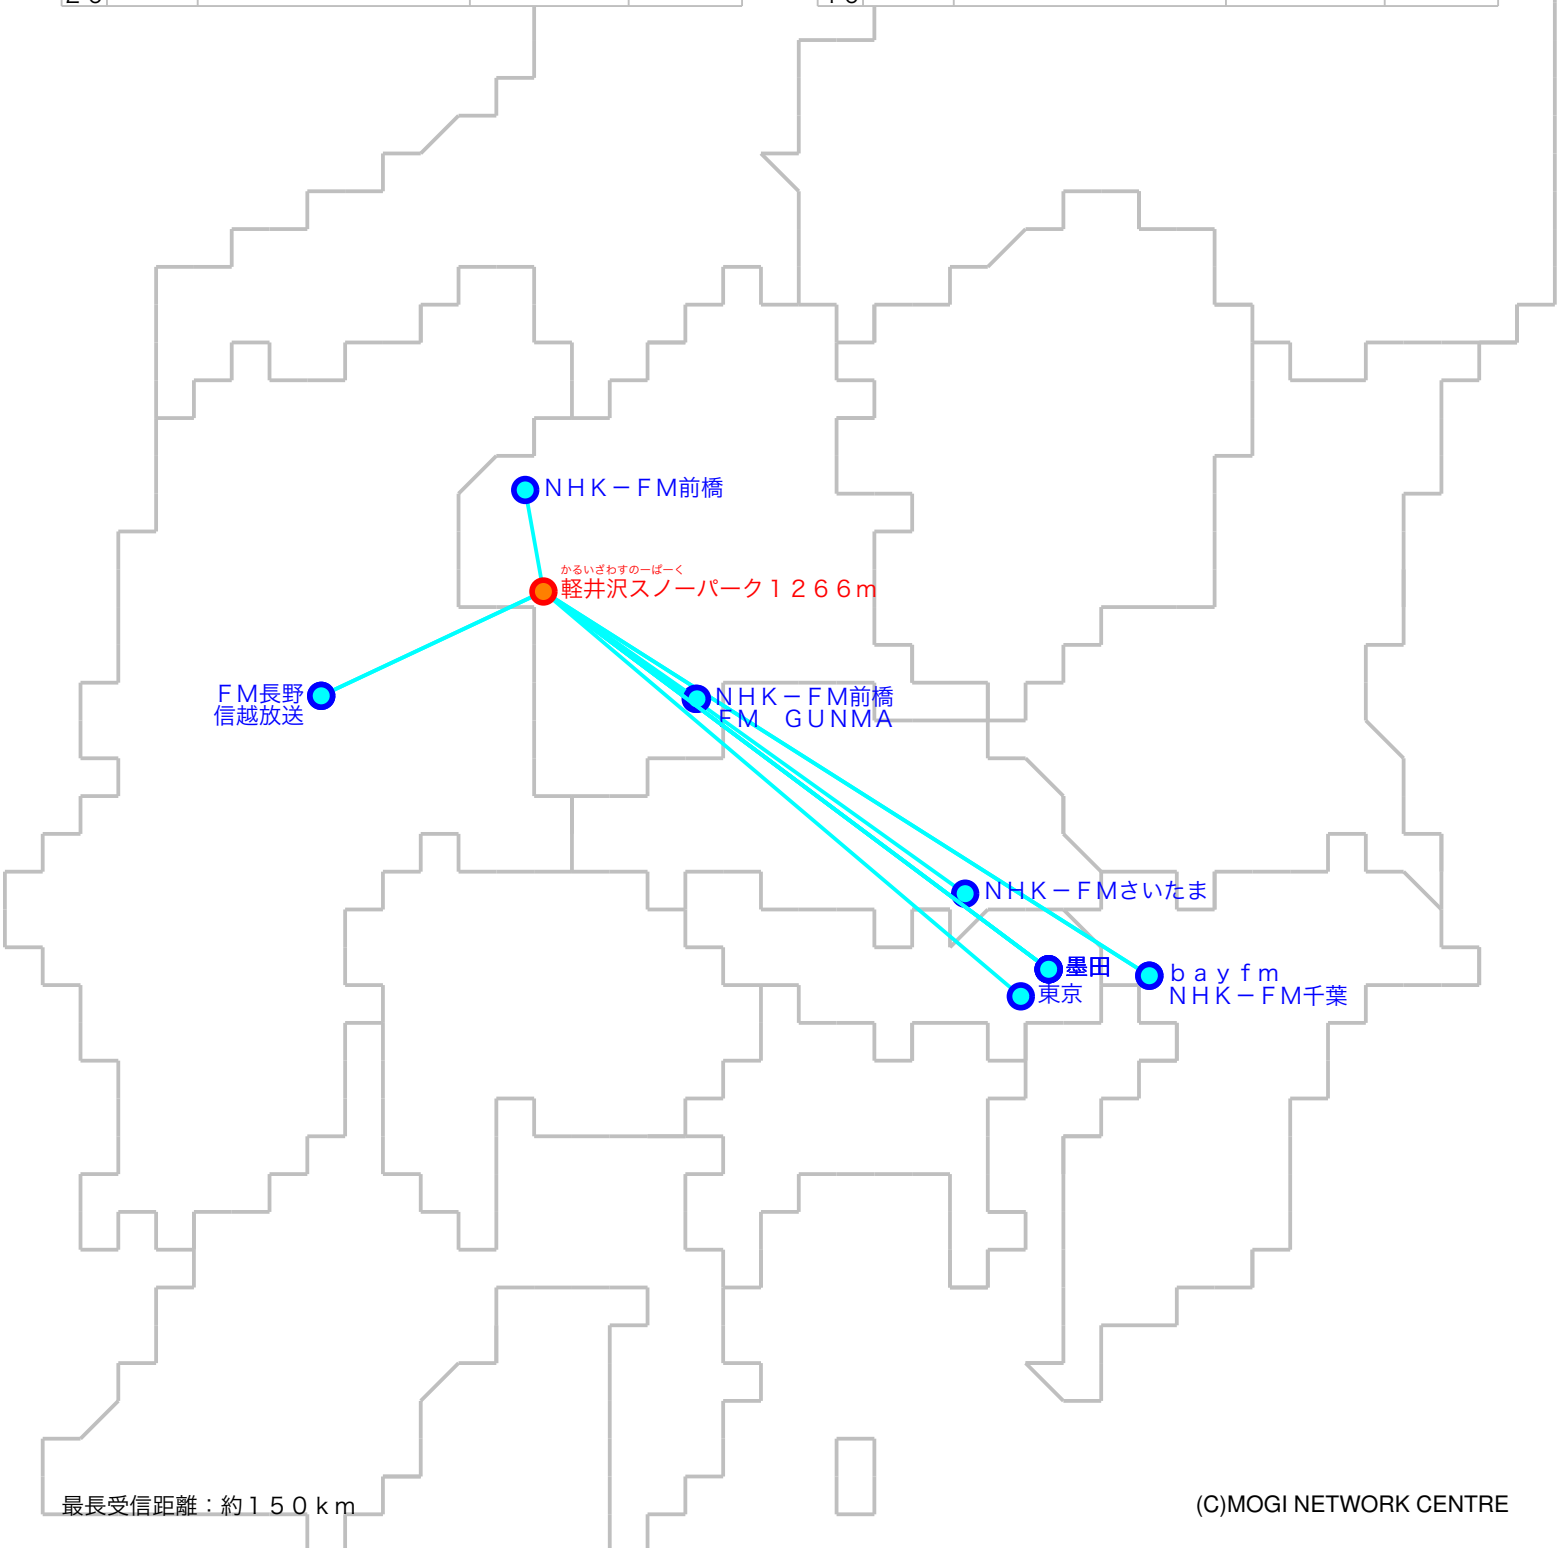 ＮＨＫ－ＦＭ前橋
かるいざわすのーぱーく
軽井沢スノーパーク１２６６ｍ
ＦＭ長野
信越放送
ＮＨＫ－ＦＭ前橋
ＦＭ　ＧＵＮＭＡ
ＮＨＫ－ＦＭさいたま
墨田
東京
ｂａｙｆｍ
ＮＨＫ－ＦＭ千葉
最長受信距離：約１５０ｋｍ
(C)MOGI NETWORK CENTRE